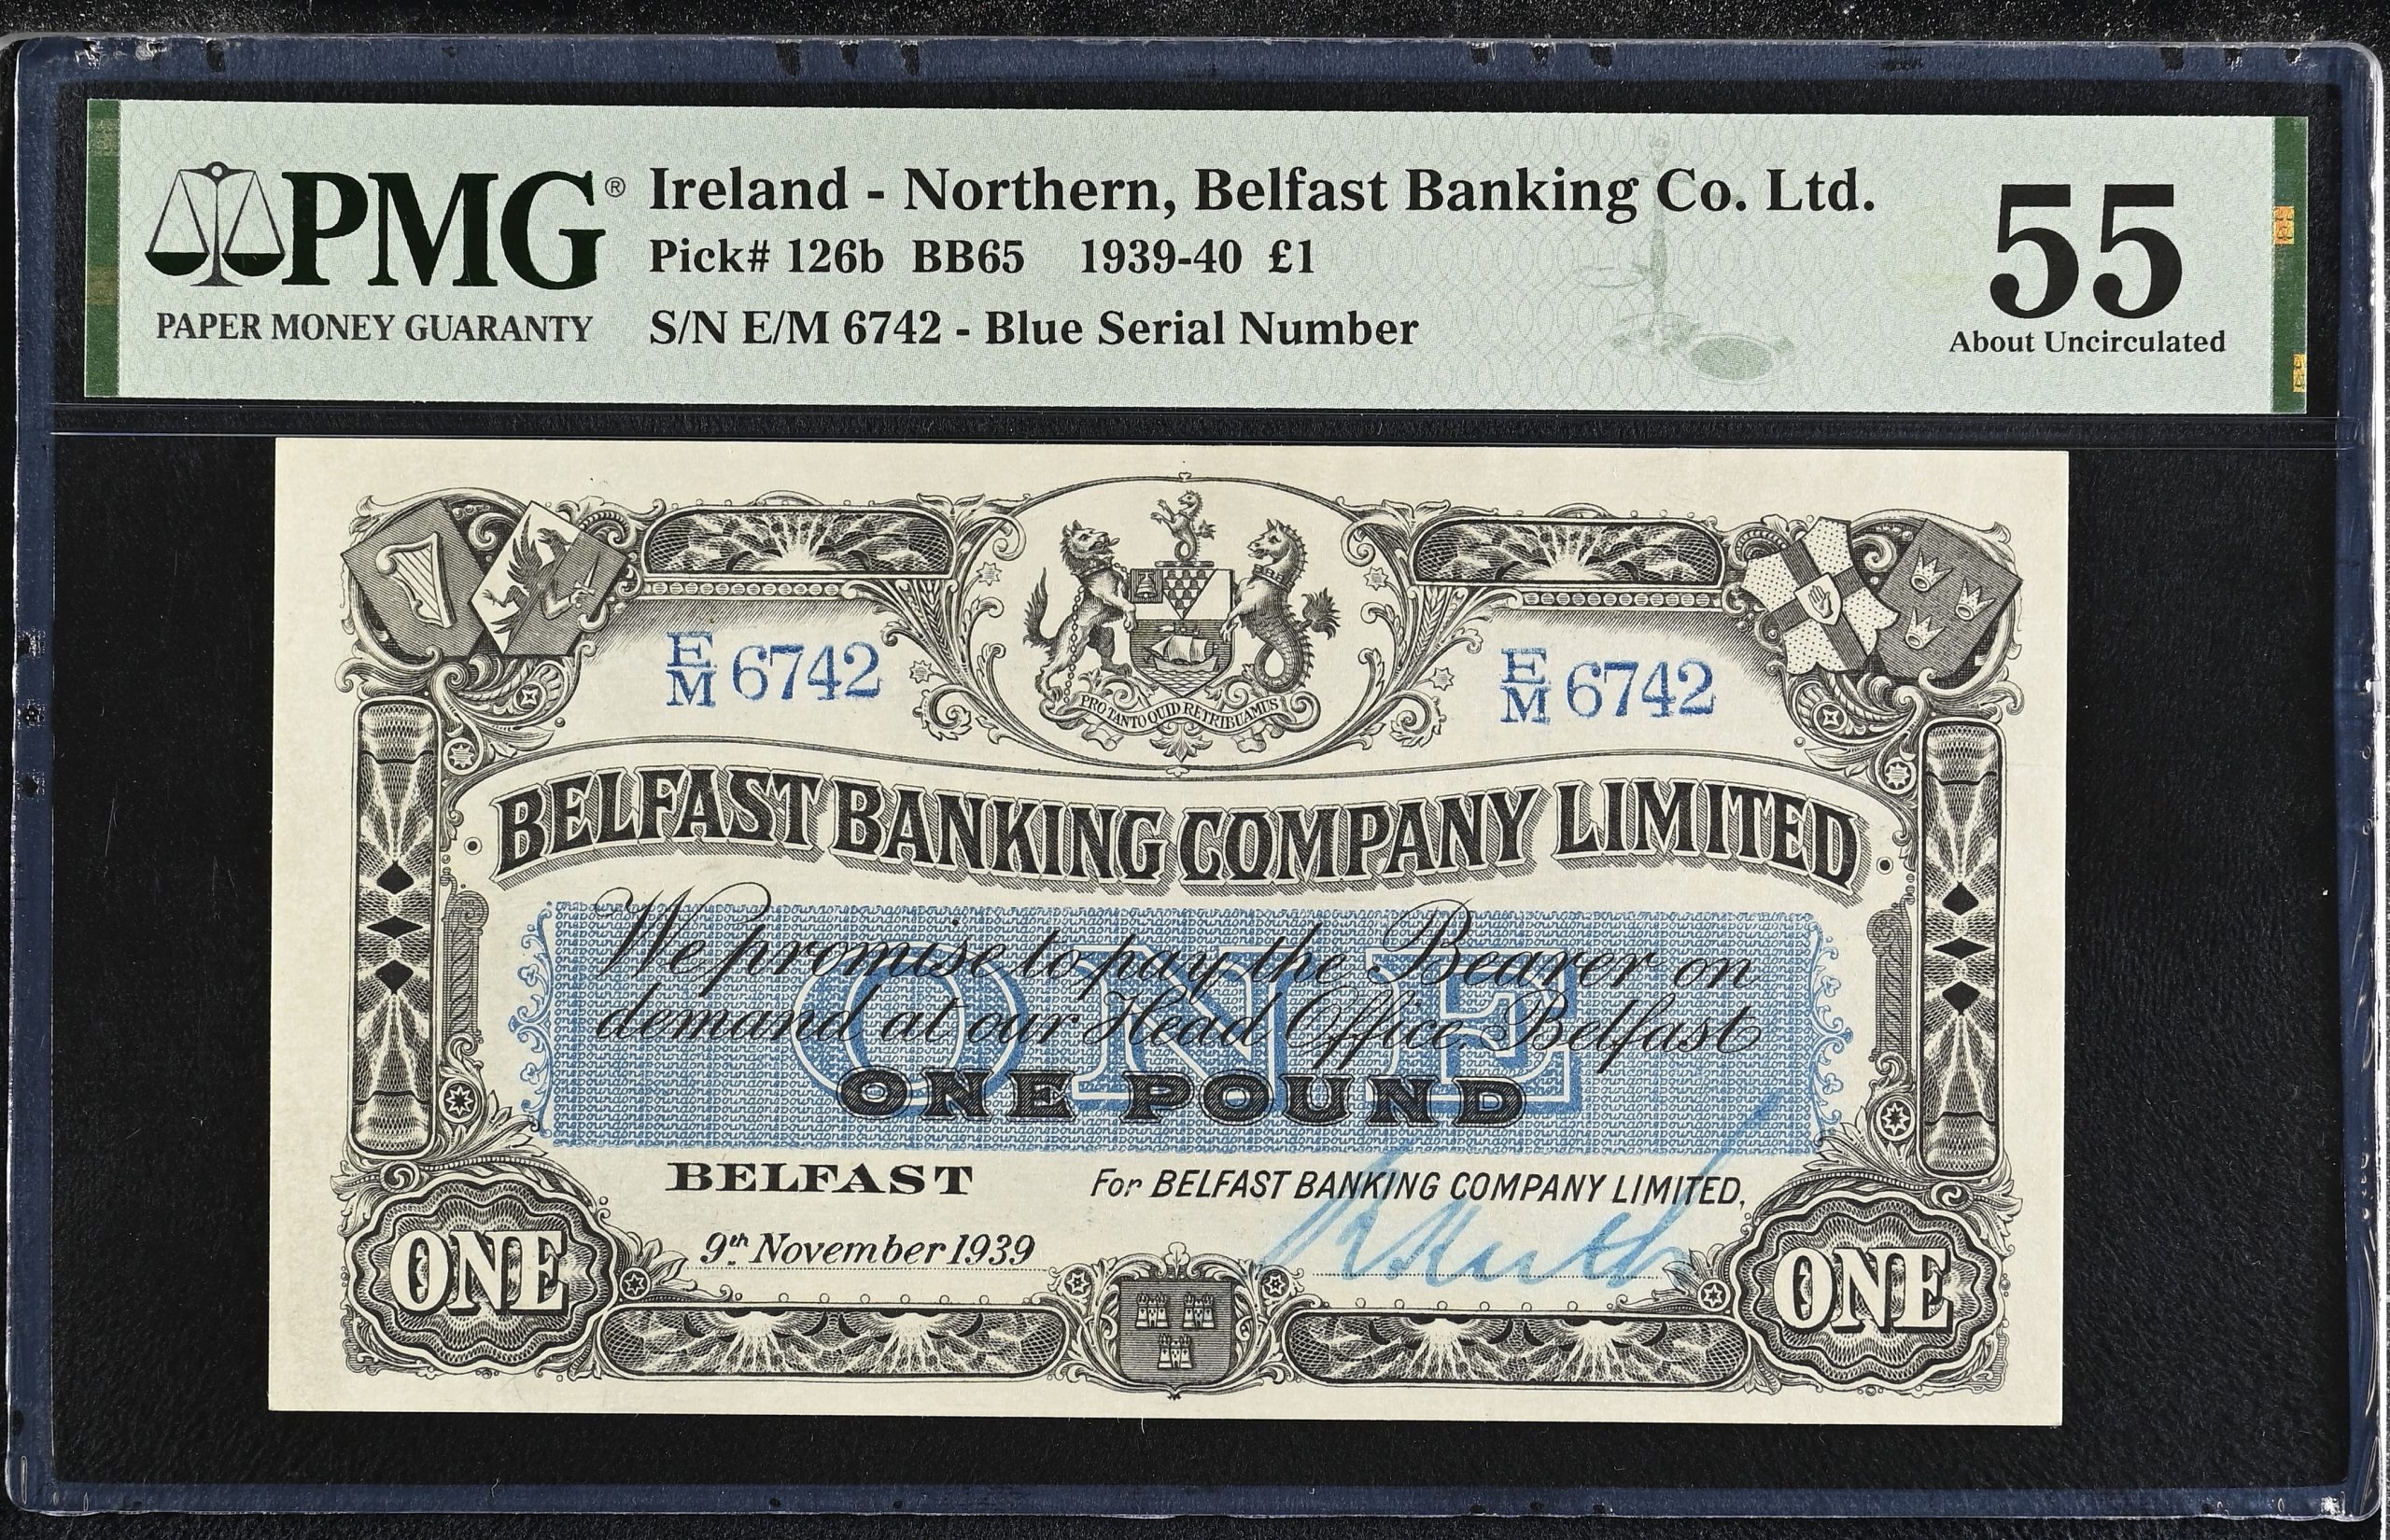 PMG®
PAPER MONEY GUARANTY
Ireland - Northern, Belfast Banking Co. Ltd.
Pick# 126b BB65 1939-40 £1
S/N E/M 6742 - Blue Serial Number
55
About Uncirculated
E/M 6742
E/M 6742
PRO TANTO QUID RETRIBUAMUS
BELFAST BANKING COMPANY LIMITED
ONE
We promise to pay the Bearer on
demand at our Head Office, Belfast
ONE POUND
BELFAST
For BELFAST BANKING COMPANY LIMITED,
9th November 1939
ONE
ONE